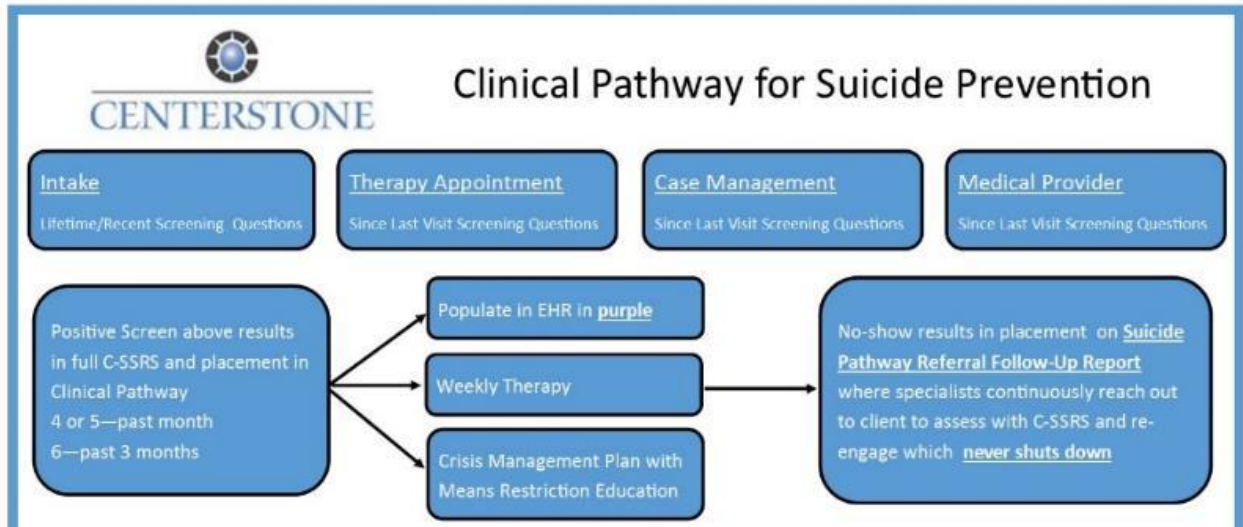 CENTERSTONE
Clinical Pathway for Suicide Prevention
Intake
Lifetime/Recent Screening Questions
Therapy Appointment
Since Last Visit Screening Questions
Case Management
Since Last Visit Screening Questions
Medical Provider
Since Last Visit Screening Questions
Positive Screen above results
in full C-SSRS and placement in
Clinical Pathway
4 or 5—past month
6—past 3 months
Populate in EHR in purple
Weekly Therapy
Crisis Management Plan with
Means Restriction Education
No-show results in placement on Suicide
Pathway Referral Follow-Up Report
where specialists continuously reach out
to client to assess with C-SSRS and re-
engage which never shuts down